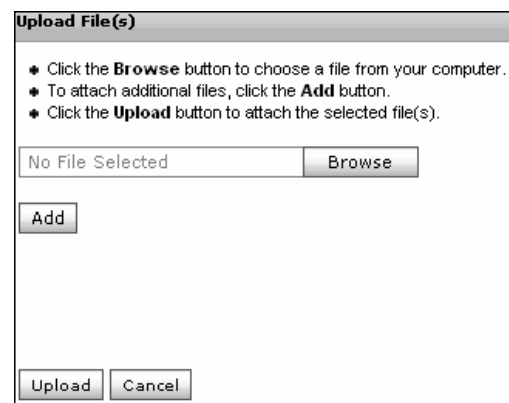 Upload File(s)
Click the Browse button to choose a file from your computer.
To attach additional files, click the Add button.
Click the Upload button to attach the selected file(s).
No File Selected Browse
Add
Upload Cancel